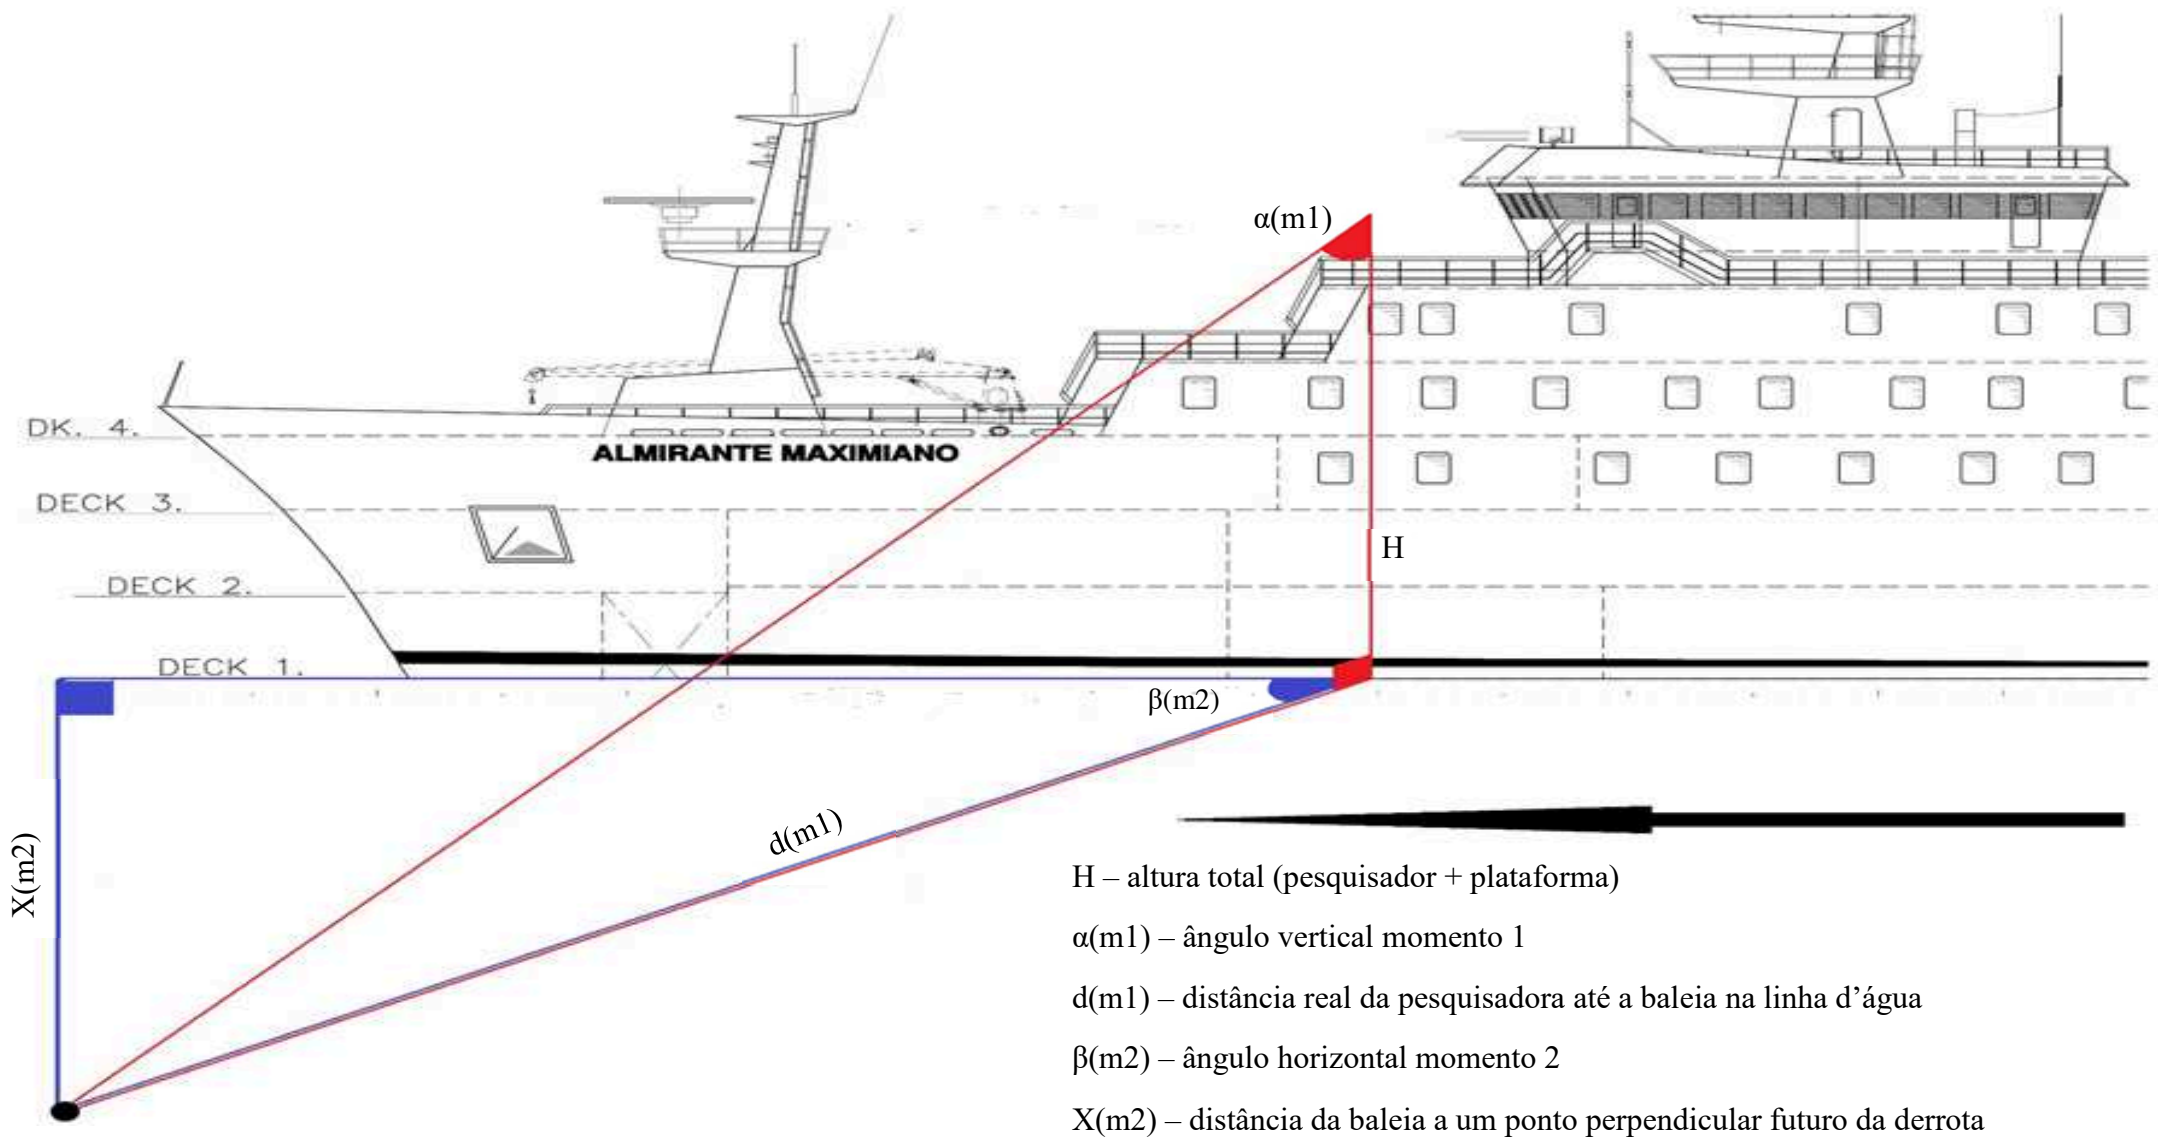 α(m1)
DK. 4.
ALMIRANTE MAXIMIANO
DECK 3.
H
DECK 2.
DECK 1.
β(m2)
d(m1)
X(m2)
H – altura total (pesquisador + plataforma)
α(m1) – ângulo vertical momento 1
d(m1) – distância real da pesquisadora até a baleia na linha d’água
β(m2) – ângulo horizontal momento 2
X(m2) – distância da baleia a um ponto perpendicular futuro da derrota